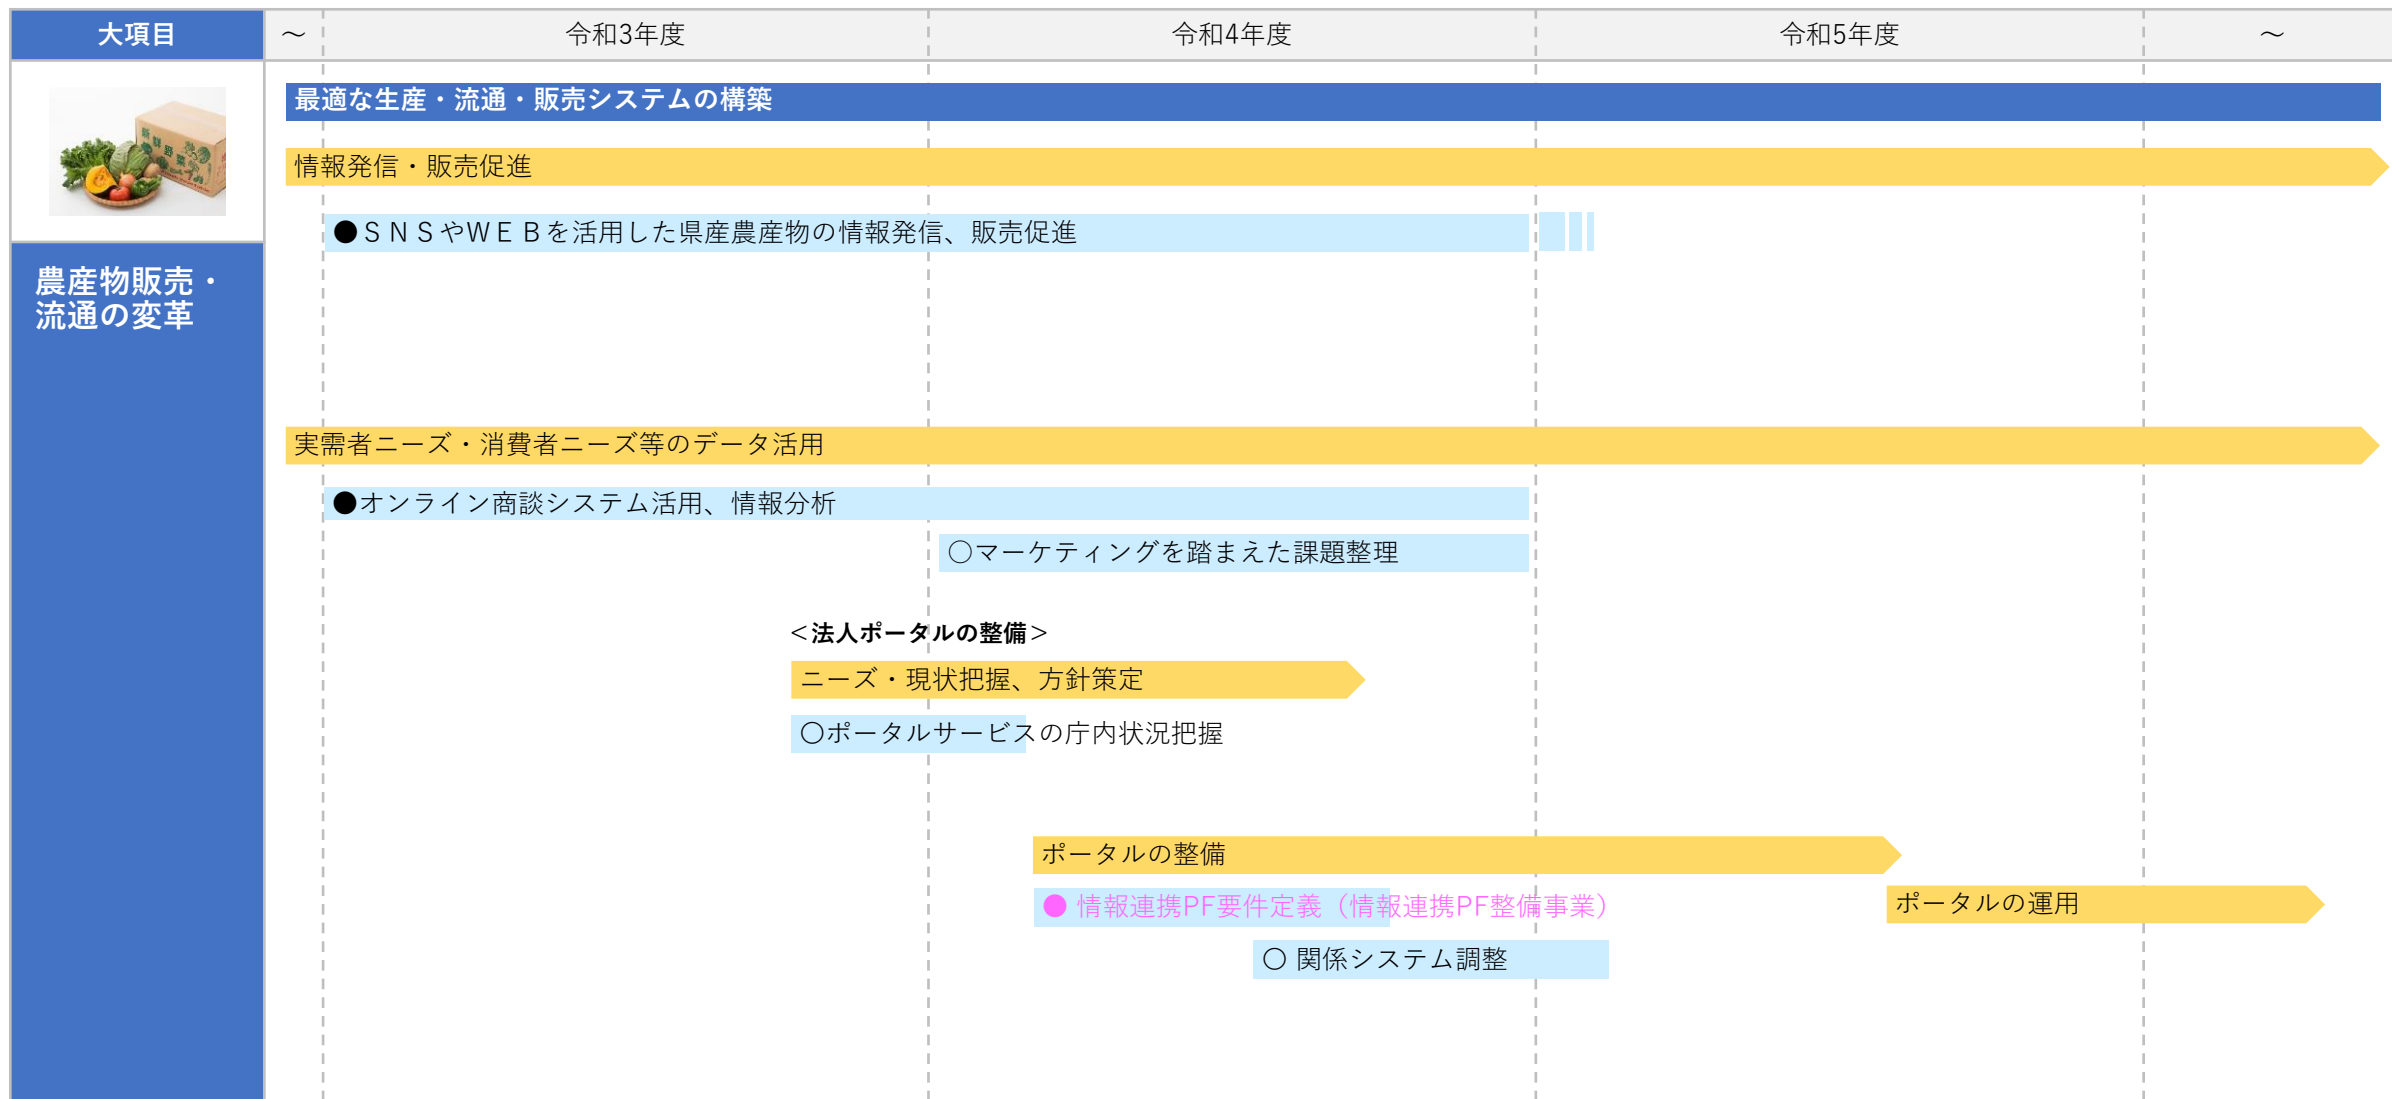 大項目
～
令和3年度
令和4年度
令和5年度
～
新鮮野菜
農産物販売・
流通の変革
最適な生産・流通・販売システムの構築
情報発信・販売促進
●ＳＮＳやＷＥＢを活用した県産農産物の情報発信、販売促進
実需者ニーズ・消費者ニーズ等のデータ活用
●オンライン商談システム活用、情報分析
○マーケティングを踏まえた課題整理
＜法人ポータルの整備＞
ニーズ・現状把握、方針策定
○ポータルサービスの庁内状況把握
ポータルの整備
● 情報連携PF要件定義（情報連携PF整備事業）
ポータルの運用
○ 関係システム調整